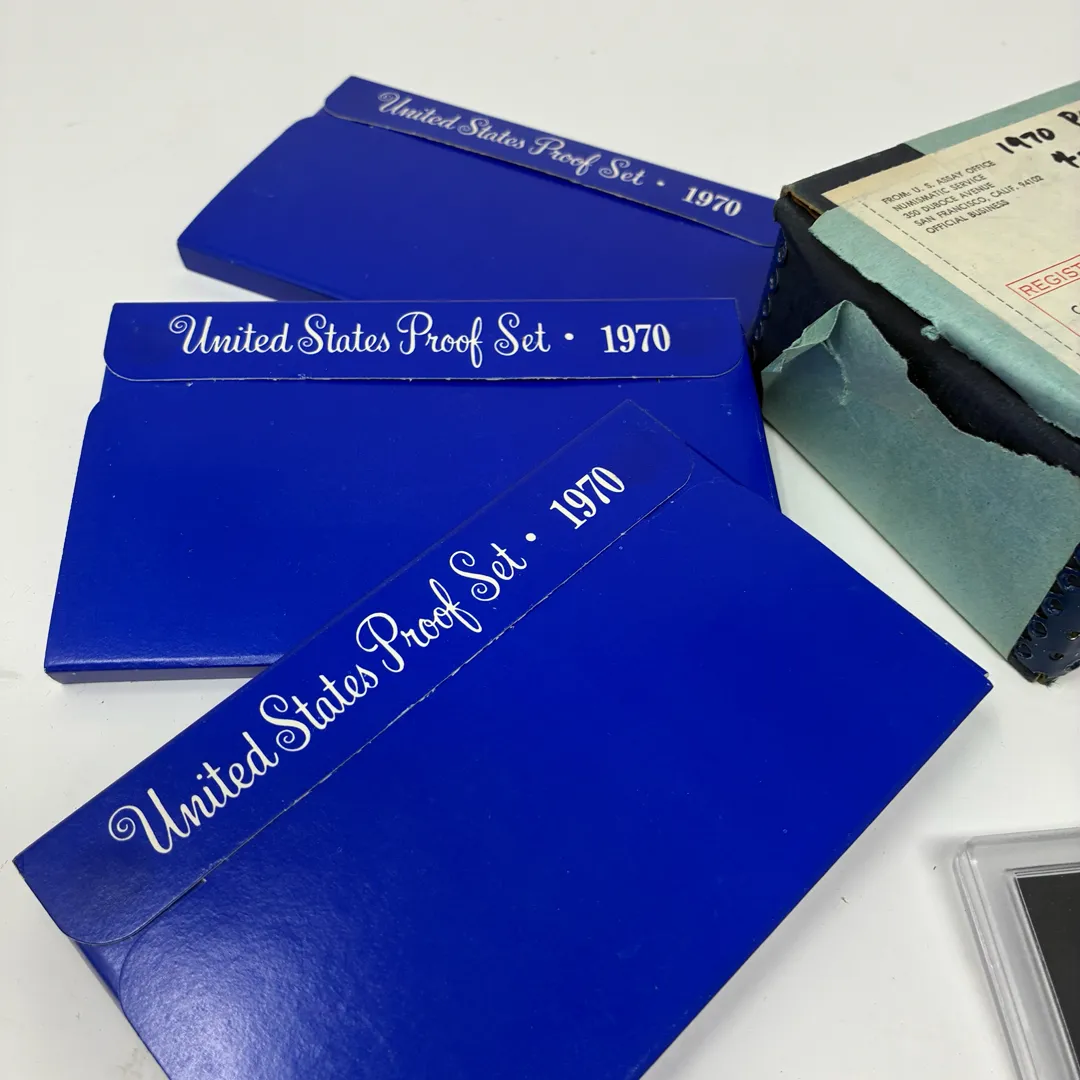 United States Proof Set • 1970
United States Proof Set • 1970
United States Proof Set • 1970
1970
FROM: U. S. ASSAY OFFICE
NUMISMATIC SERVICE
350 DUBOCE AVENUE
SAN FRANCISCO, CALIF. 94102
OFFICIAL BUSINESS